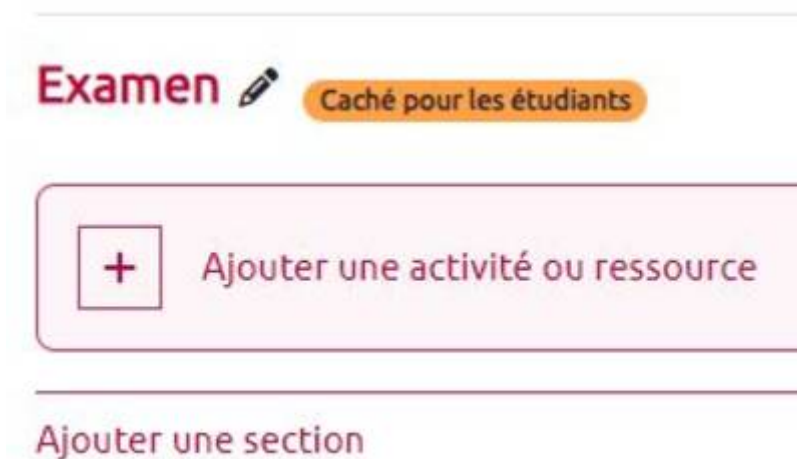 Examen
Caché pour les étudiants
+ Ajouter une activité ou ressource
Ajouter une section